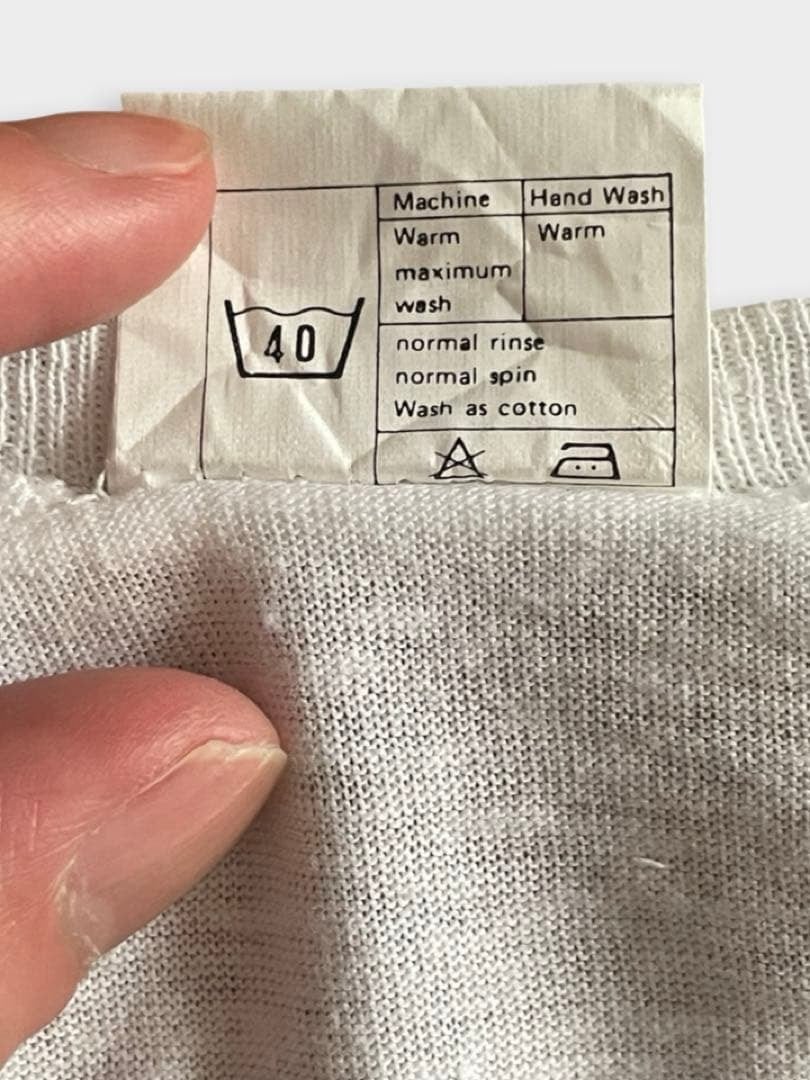 40
Machine Hand Wash
Warm Warm
maximum
wash
normal rinse
normal spin
Wash as cotton